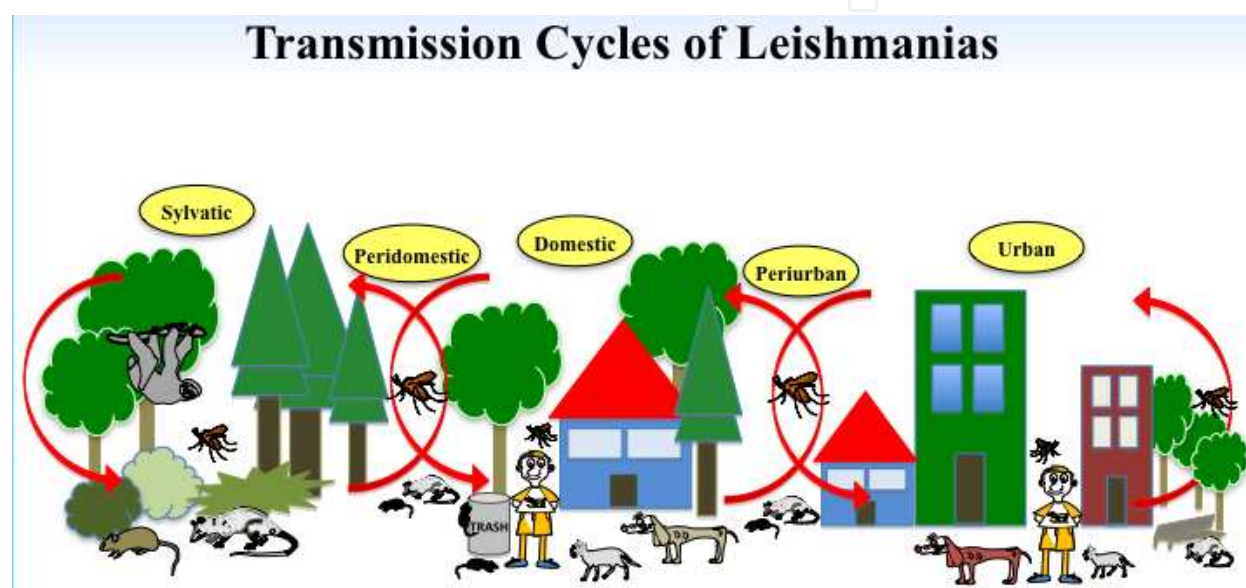 Transmission Cycles of Leishmanias
Sylvatic
Peridomestic
Domestic
Periurban
Urban
TRASH